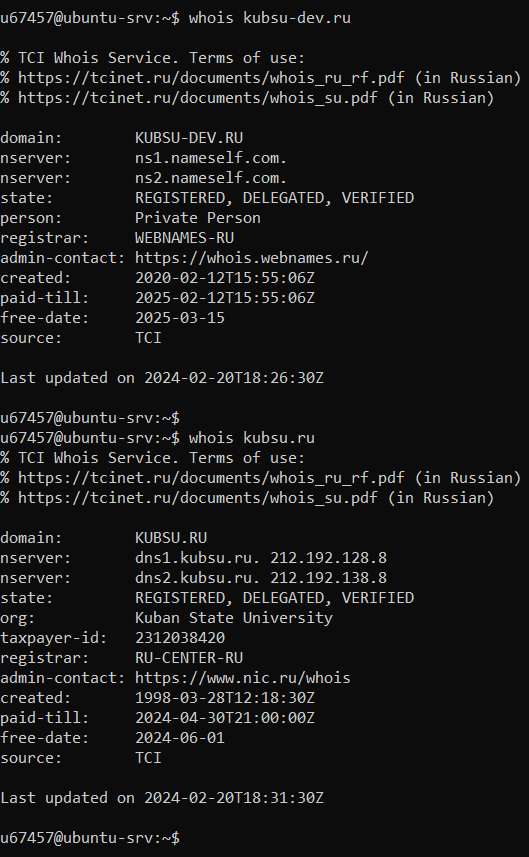 u67457@ubuntu-srv:~$ whois kubsu-dev.ru
% TCI Whois Service. Terms of use:
% https://tcinet.ru/documents/whois_ru_rf.pdf (in Russian)
% https://tcinet.ru/documents/whois_su.pdf (in Russian)
domain:        KUBSU-DEV.RU
nserver:       ns1.nameself.com.
nserver:       ns2.nameself.com.
state:         REGISTERED, DELEGATED, VERIFIED
person:        Private Person
registrar:     WEBNAMES-RU
admin-contact: https://whois.webnames.ru/
created:       2020-02-12T15:55:06Z
paid-till:     2025-02-12T15:55:06Z
free-date:     2025-03-15
source:        TCI
Last updated on 2024-02-20T18:26:30Z
u67457@ubuntu-srv:~$
u67457@ubuntu-srv:~$ whois kubsu.ru
% TCI Whois Service. Terms of use:
% https://tcinet.ru/documents/whois_ru_rf.pdf (in Russian)
% https://tcinet.ru/documents/whois_su.pdf (in Russian)
domain:        KUBSU.RU
nserver:       dns1.kubsu.ru. 212.192.128.8
nserver:       dns2.kubsu.ru. 212.192.138.8
state:         REGISTERED, DELEGATED, VERIFIED
org:           Kuban State University
taxpayer-id:   2312038420
registrar:     RU-CENTER-RU
admin-contact: https://www.nic.ru/whois
created:       1998-03-28T12:18:30Z
paid-till:     2024-04-30T21:00:00Z
free-date:     2024-06-01
source:        TCI
Last updated on 2024-02-20T18:31:30Z
u67457@ubuntu-srv:~$